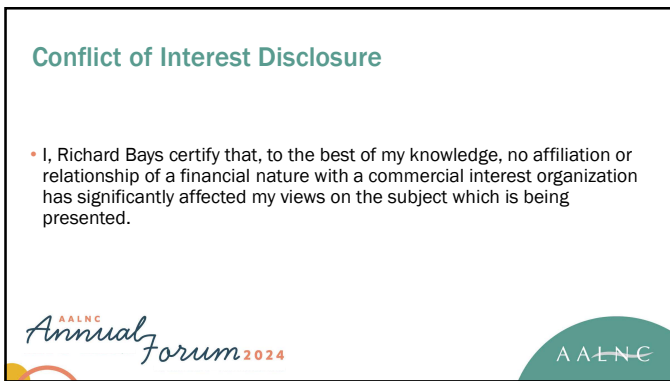 Conflict of Interest Disclosure
• I, Richard Bays certify that, to the best of my knowledge, no affiliation or
relationship of a financial nature with a commercial interest organization
has significantly affected my views on the subject which is being
presented.
AALNC
Annual
Forum 2024
AALNC